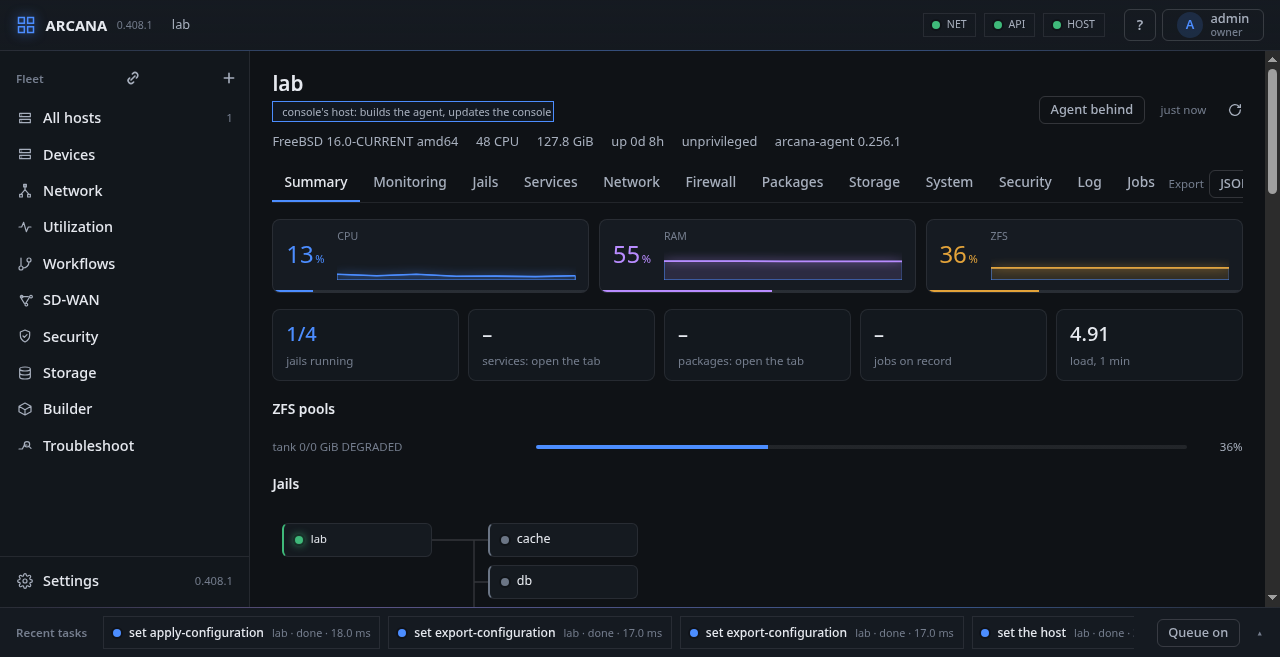 ARCANA 0.408.1 lab NET API HOST ? A admin
owner
Fleet
All hosts 1
Devices
Network
Utilization
Workflows
SD-WAN
Security
Storage
Builder
Troubleshoot
Settings 0.408.1
lab
console's host: builds the agent, updates the console
Agent behind just now
FreeBSD 16.0-CURRENT amd64 48 CPU 127.8 GiB up 0d 8h unprivileged arcana-agent 0.256.1
Summary Monitoring Jails Services Network Firewall Packages Storage System Security Log Jobs Export JSO
13% CPU
55% RAM
36% ZFS
1/4
jails running
–
services: open the tab
–
packages: open the tab
–
jobs on record
4.91
load, 1 min
ZFS pools
tank 0/0 GiB DEGRADED 36%
Jails
lab cache
db
Recent tasks set apply-configuration lab · done · 18.0 ms set export-configuration lab · done · 17.0 ms set export-configuration lab · done · 17.0 ms set the host lab · done · Queue on